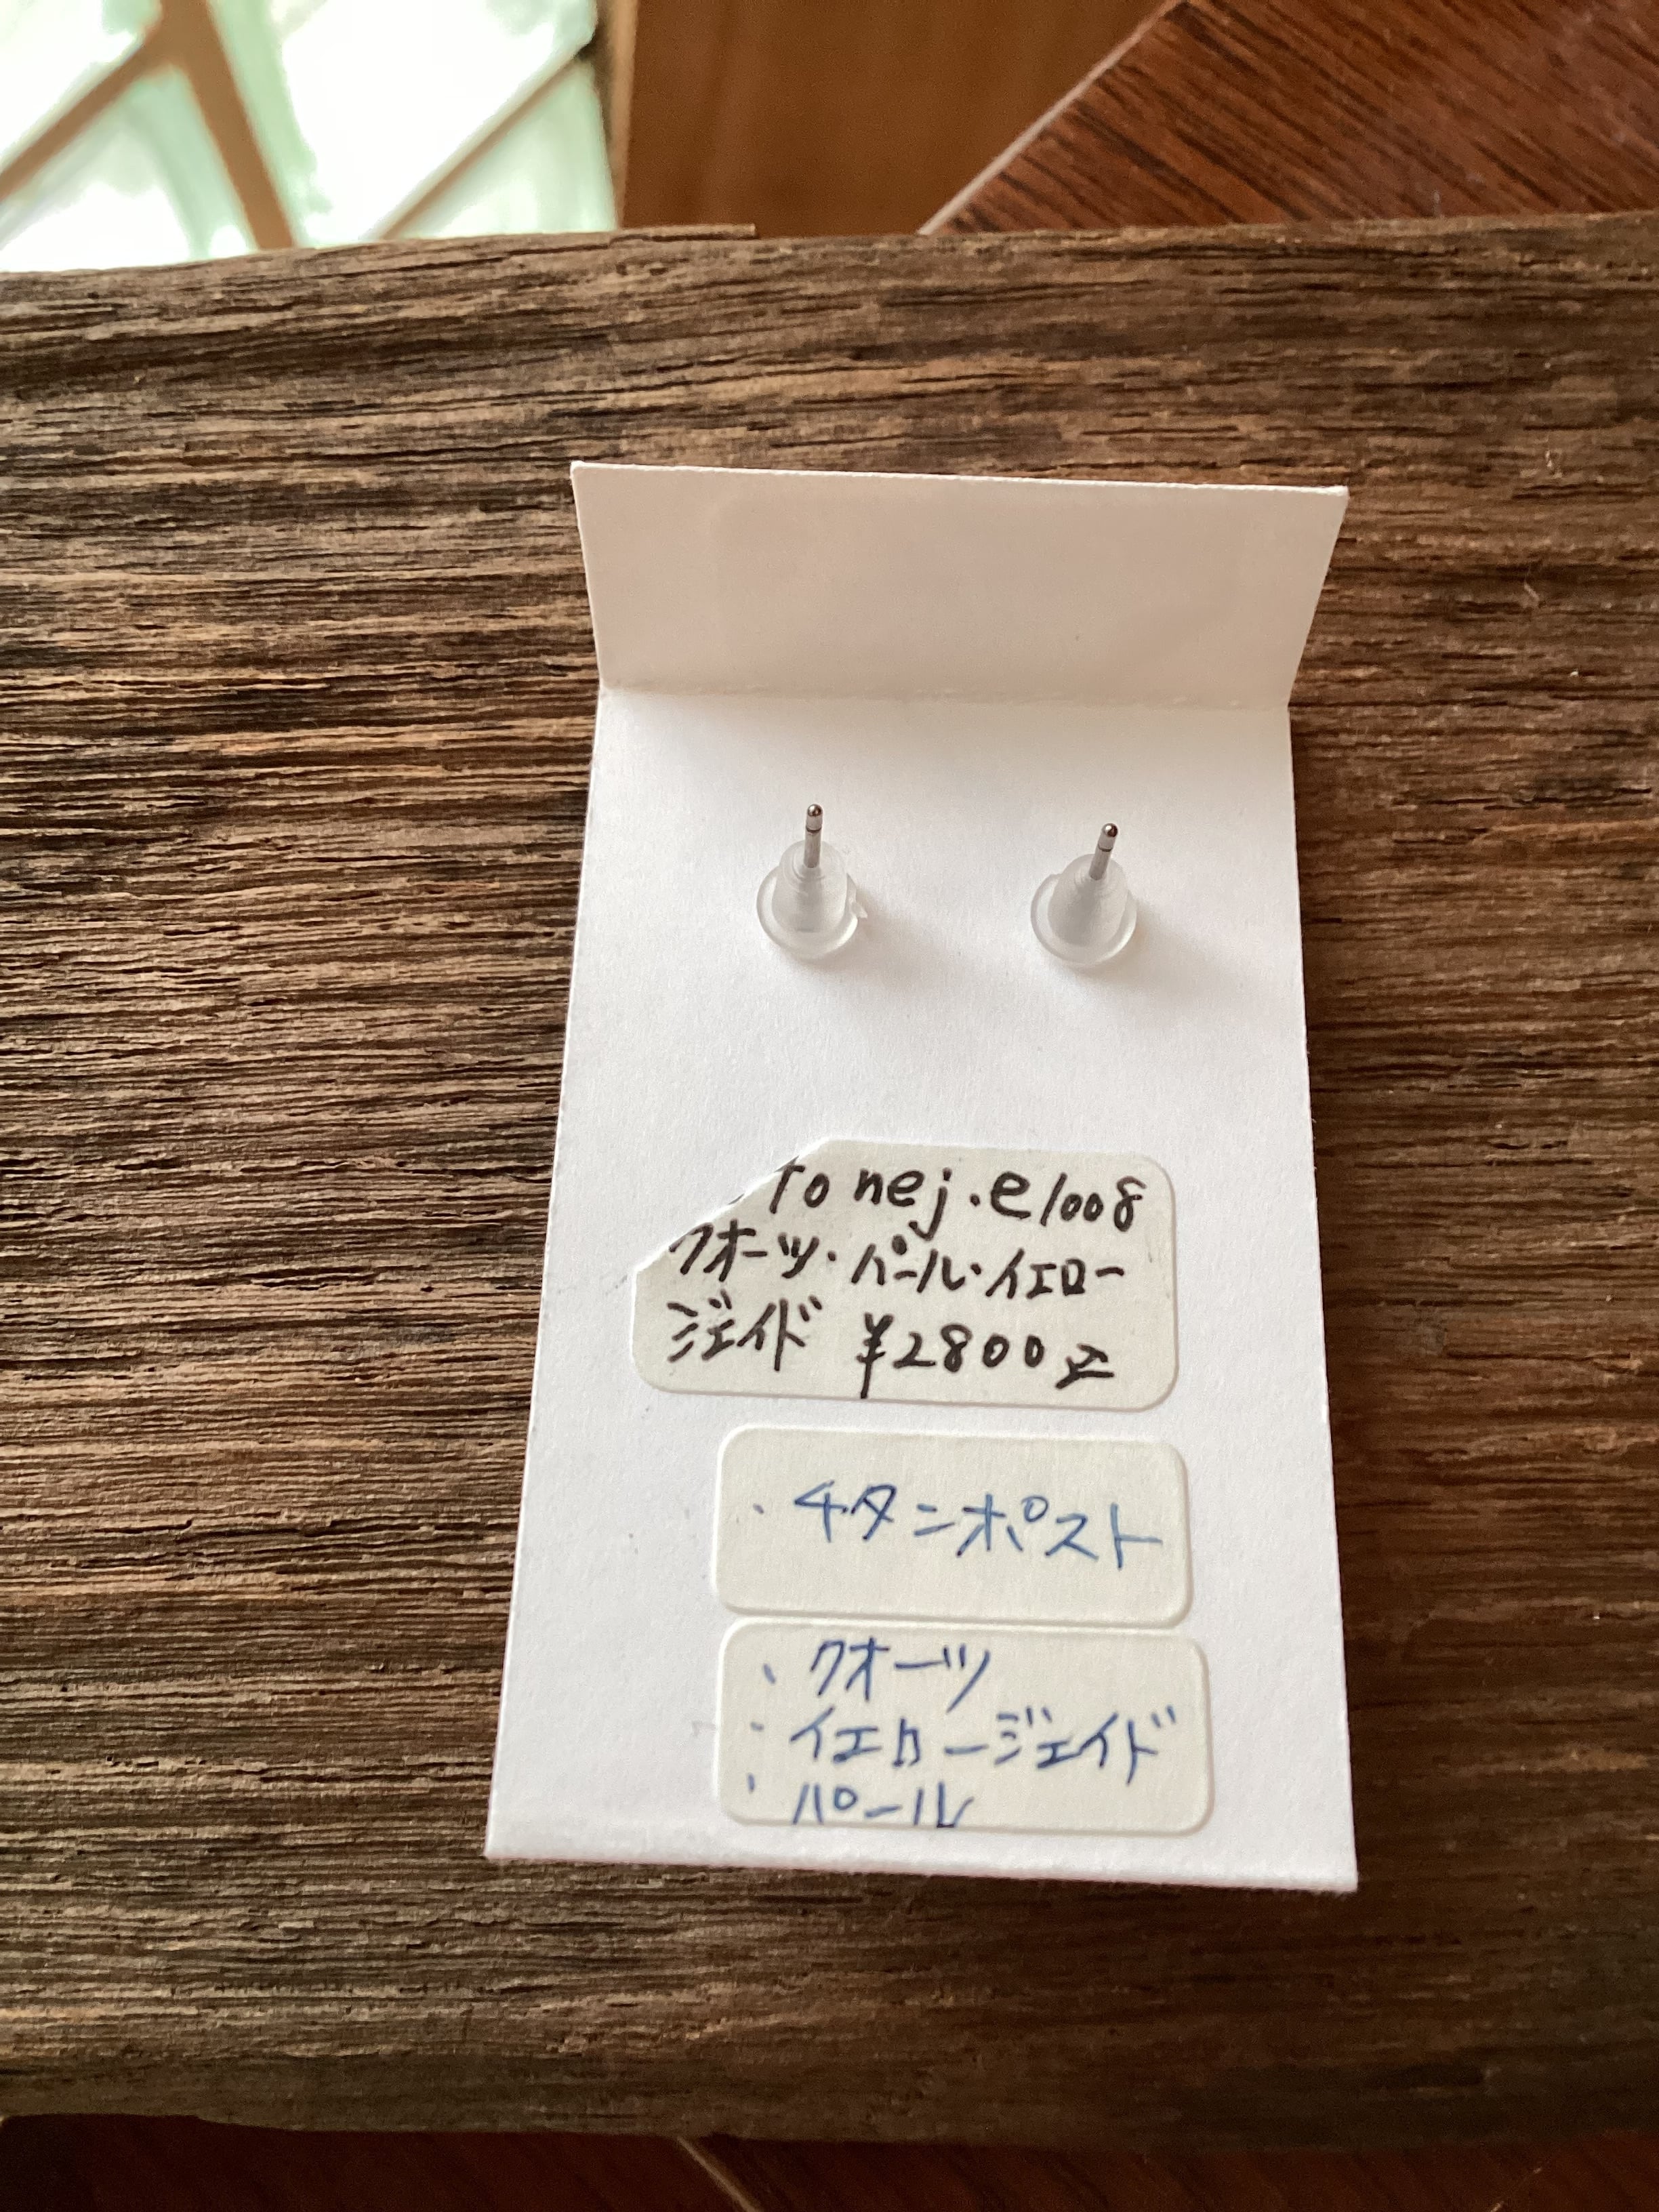 To nej.e1008
クオーツ・パール・イエロー
ジェイド ¥2800
・チタンポスト
・クオーツ
・イエロージェイド
・パール